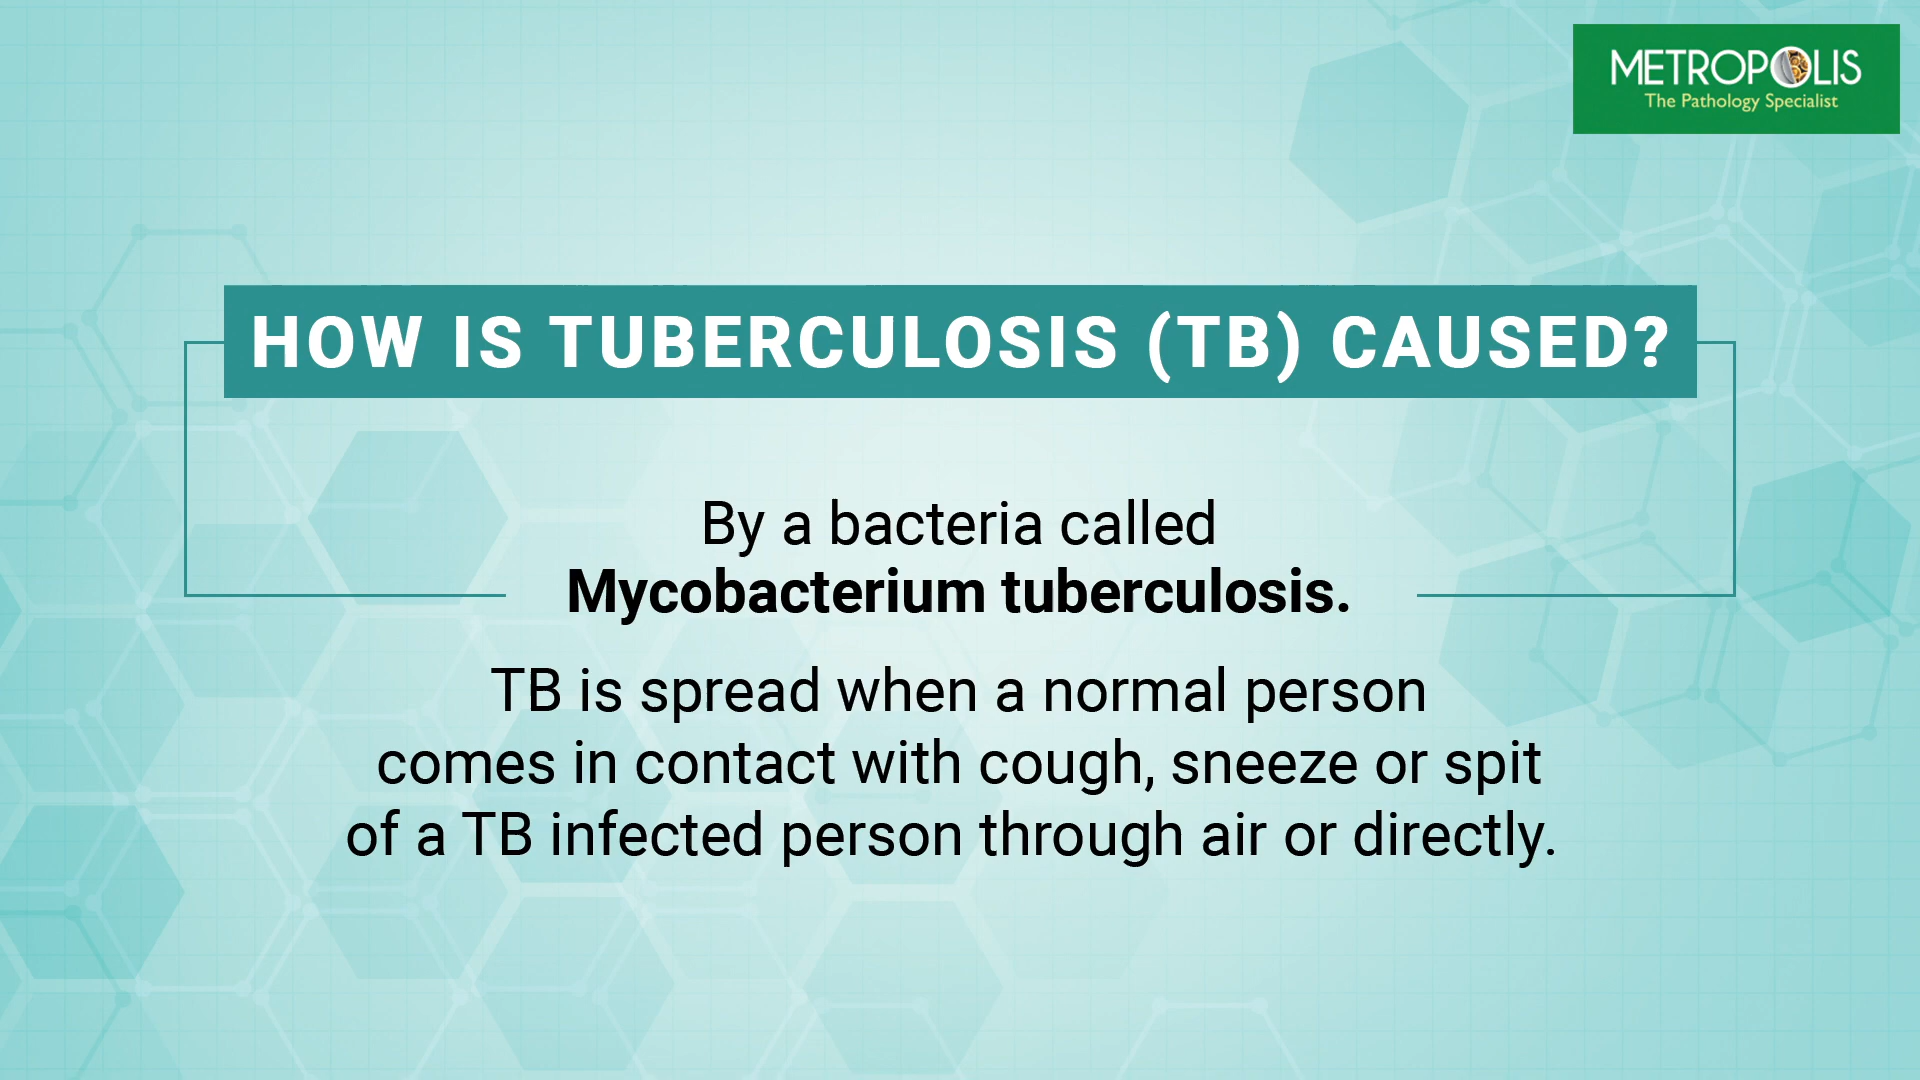 METROPOLIS
The Pathology Specialist
HOW IS TUBERCULOSIS (TB) CAUSED?
By a bacteria called
Mycobacterium tuberculosis.
TB is spread when a normal person
comes in contact with cough, sneeze or spit
of a TB infected person through air or directly.